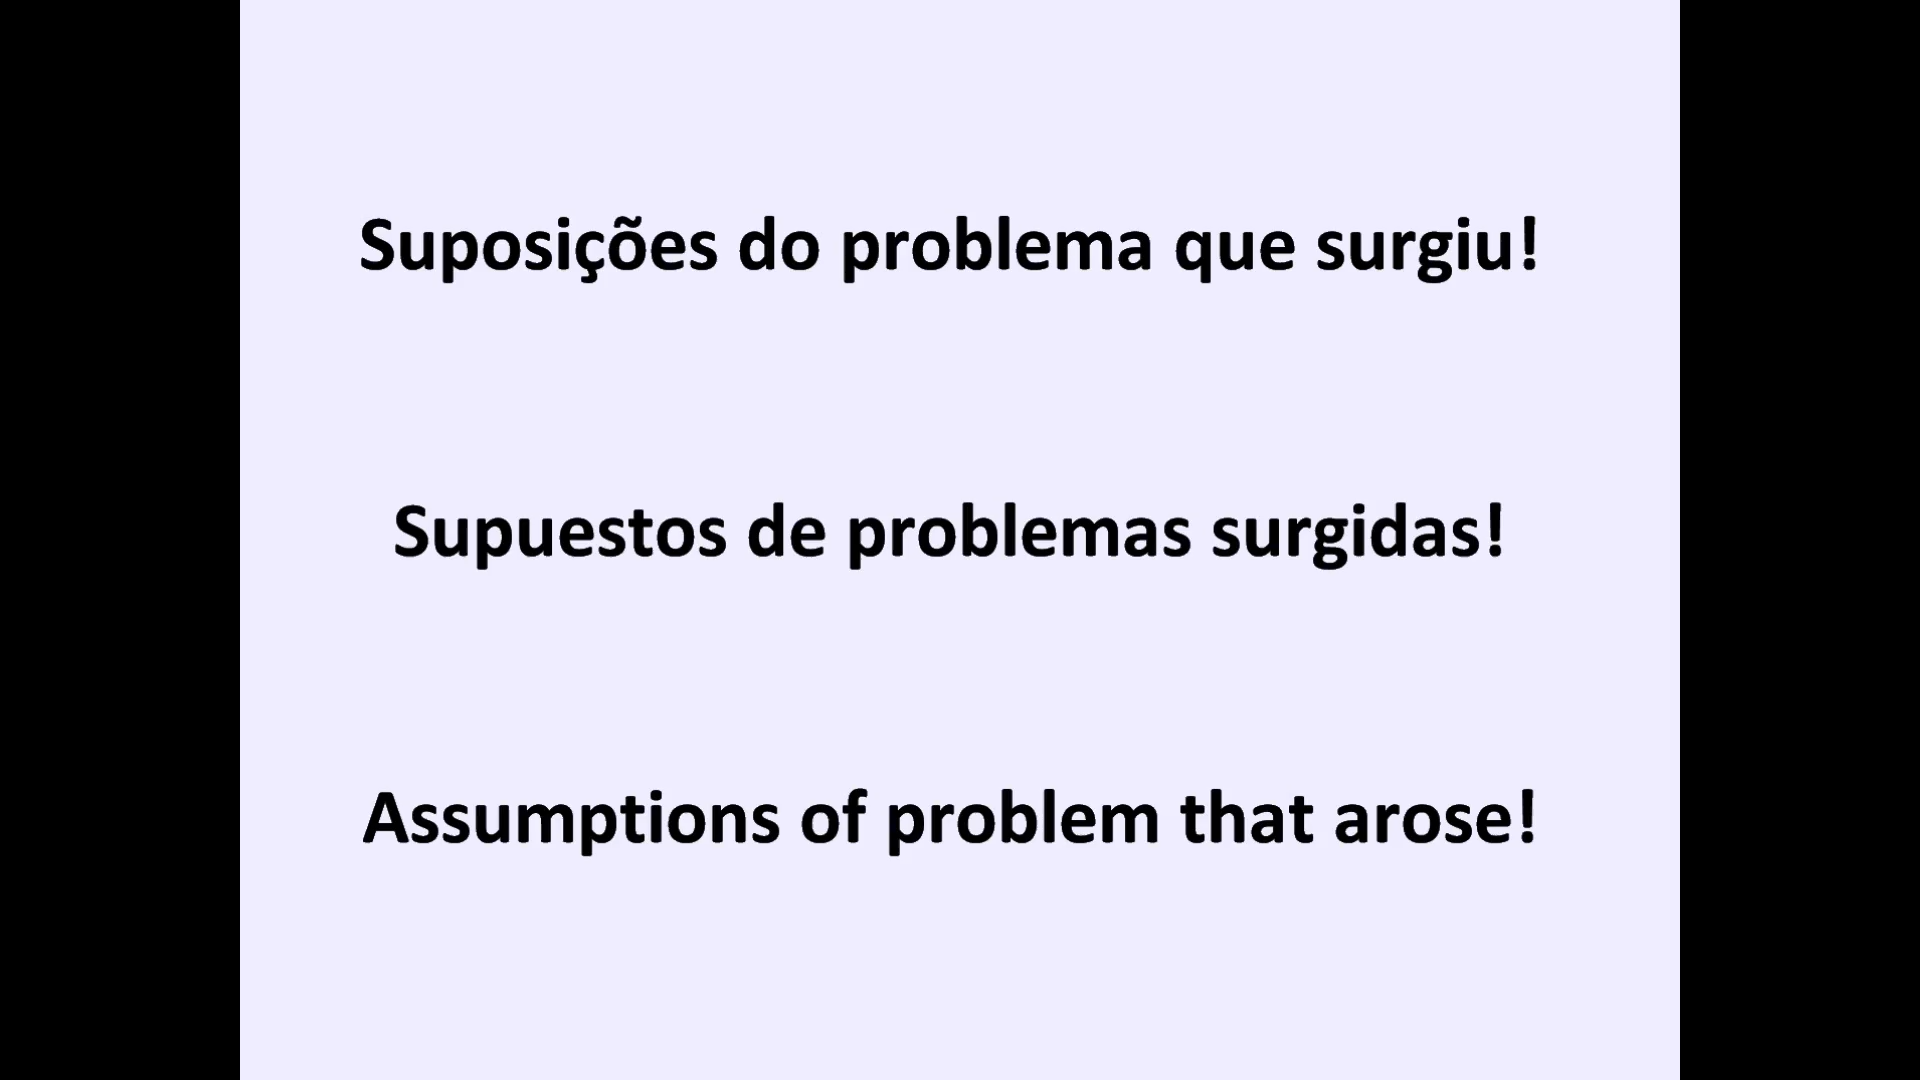 Suposições do problema que surgiu!
Supuestos de problemas surgidas!
Assumptions of problem that arose!